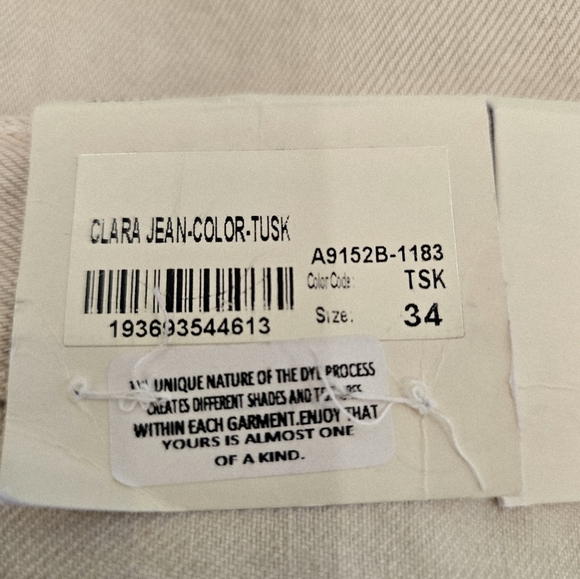 CLARA JEAN-COLOR-TUSK
A9152B-1183
Color Code: TSK
193693544613
Size: 34
UNIQUE NATURE OF THE DYE PROCESS
CREATES DIFFERENT SHADES AND
WITHIN EACH GARMENT.ENJOY THAT
YOURS IS ALMOST ONE
OF A KIND.